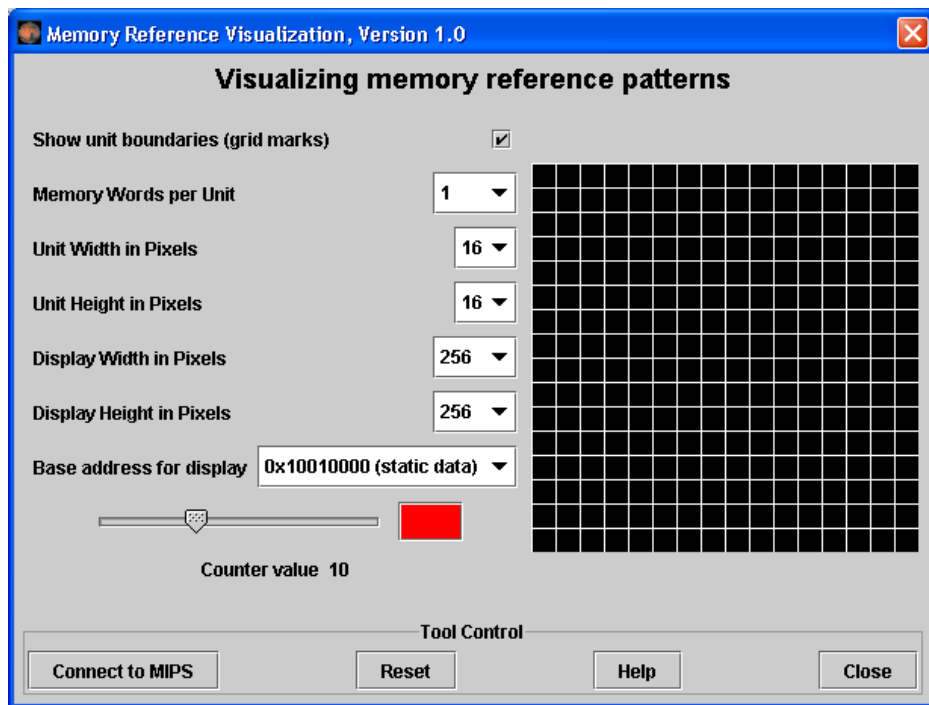 Memory Reference Visualization, Version 1.0
Visualizing memory reference patterns
Show unit boundaries (grid marks)
Memory Words per Unit 1
Unit Width in Pixels 16
Unit Height in Pixels 16
Display Width in Pixels 256
Display Height in Pixels 256
Base address for display 0x10010000 (static data)
Counter value 10
Tool Control
Connect to MIPS Reset Help Close